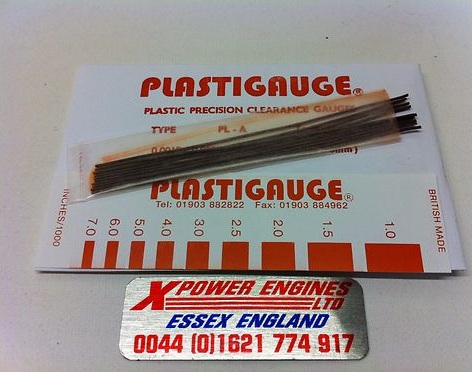 PLASTIGAUGE®
PLASTIC PRECISION CLEARANCE GAUGE
TYPE PL - A
PLASTIGAUGE®
Tel: 01903 882822 Fax: 01903 884962
INCHES/1000 7.0 6.0 5.0 4.0 3.0 2.5 2.0 1.5 1.0 BRITISH MADE
X POWER ENGINES
LTD
ESSEX ENGLAND
0044 (0)1621 774 917